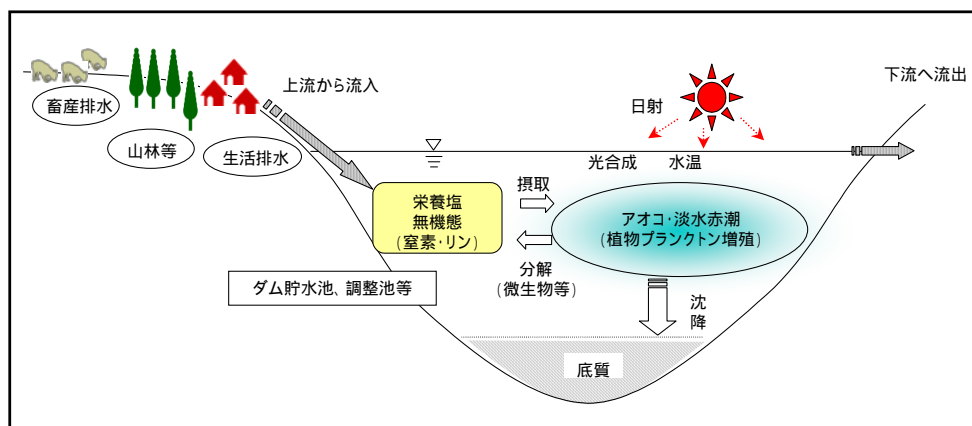 畜産排水
山林等
生活排水
上流から流入
日射
下流へ流出
光合成 水温
栄養塩
無機態
(窒素・リン)
摂取
分解
(微生物等)
アオコ・淡水赤潮
(植物プランクトン増殖)
ダム貯水池、調整池等
沈
降
底質